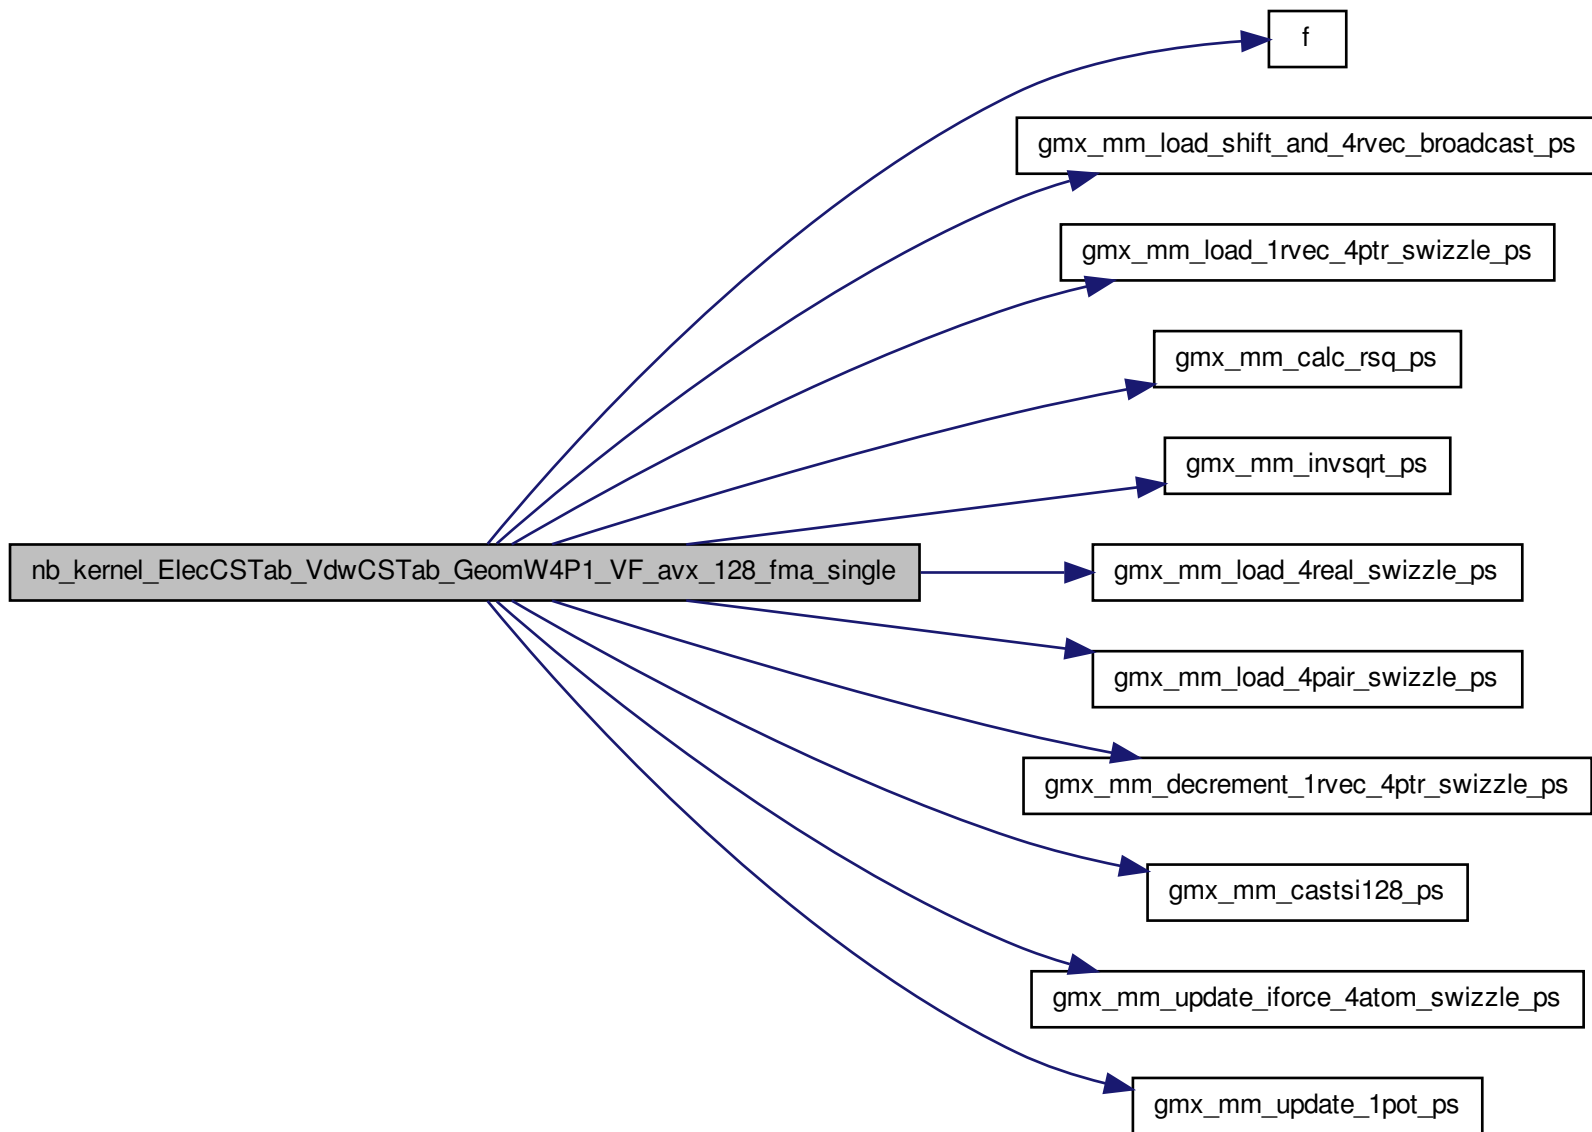 f
gmx_mm_load_shift_and_4rvec_broadcast_ps
gmx_mm_load_1rvec_4ptr_swizzle_ps
gmx_mm_calc_rsq_ps
gmx_mm_invsqrt_ps
nb_kernel_ElecCSTab_VdwCSTab_GeomW4P1_VF_avx_128_fma_single
gmx_mm_load_4real_swizzle_ps
gmx_mm_load_4pair_swizzle_ps
gmx_mm_decrement_1rvec_4ptr_swizzle_ps
gmx_mm_castsi128_ps
gmx_mm_update_iforce_4atom_swizzle_ps
gmx_mm_update_1pot_ps